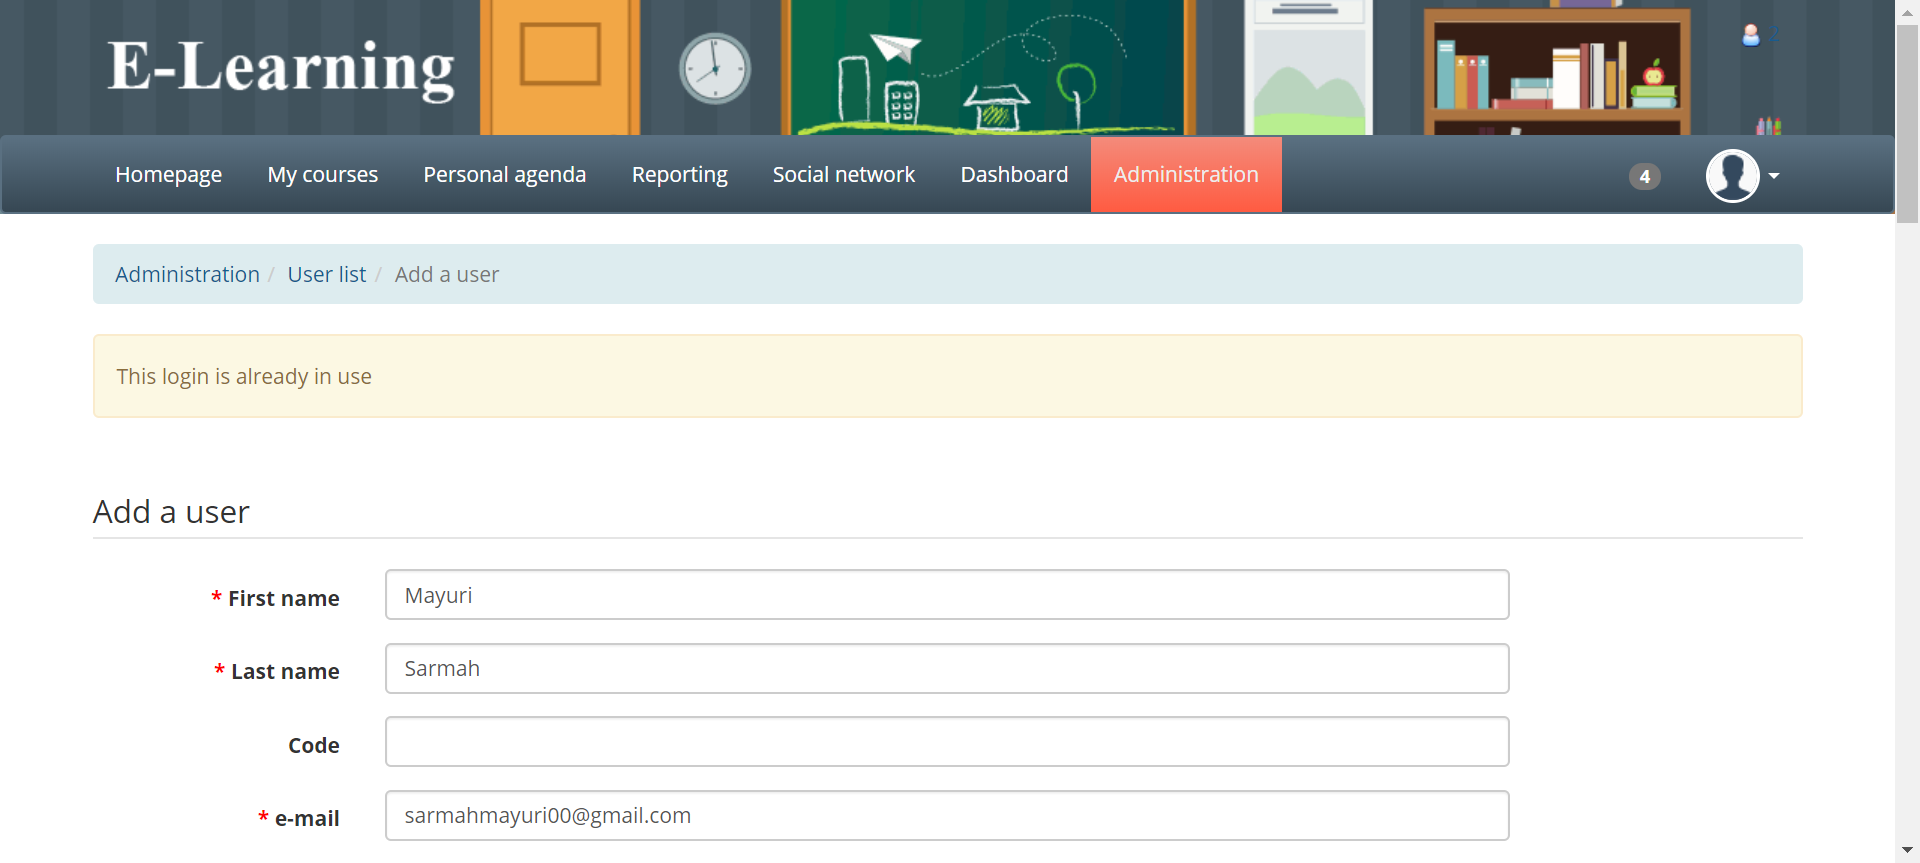 E-Learning
2
Homepage My courses Personal agenda Reporting Social network Dashboard Administration 4
Administration / User list / Add a user
This login is already in use
Add a user
* First name Mayuri
* Last name Sarmah
Code
* e-mail sarmahmayuri00@gmail.com